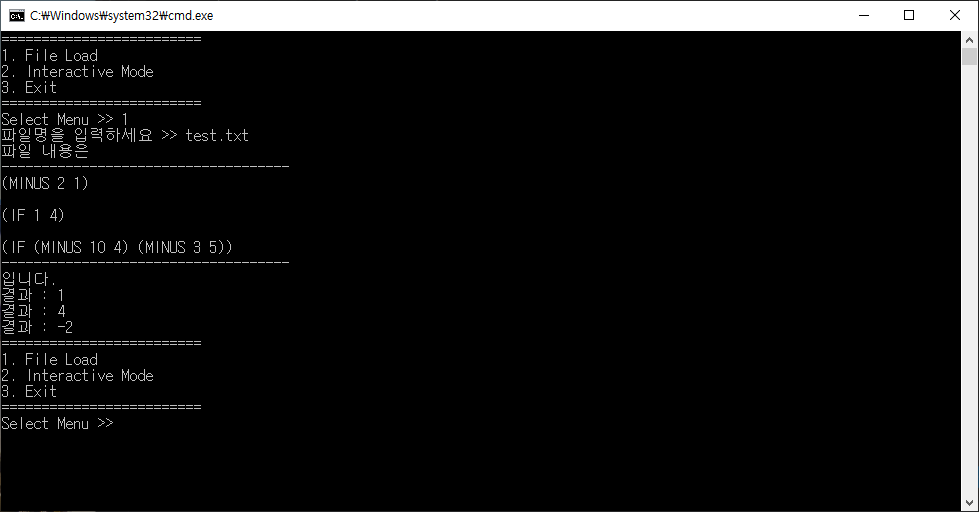 C:\Windows\system32\cmd.exe
=========================
1. File Load
2. Interactive Mode
3. Exit
=========================
Select Menu >> 1
파일명을 입력하세요 >> test.txt
파일 내용은
------------------------------------
(MINUS 2 1)
(IF 1 4)
(IF (MINUS 10 4) (MINUS 3 5))
------------------------------------
입니다.
결과 : 1
결과 : 4
결과 : -2
=========================
1. File Load
2. Interactive Mode
3. Exit
=========================
Select Menu >>